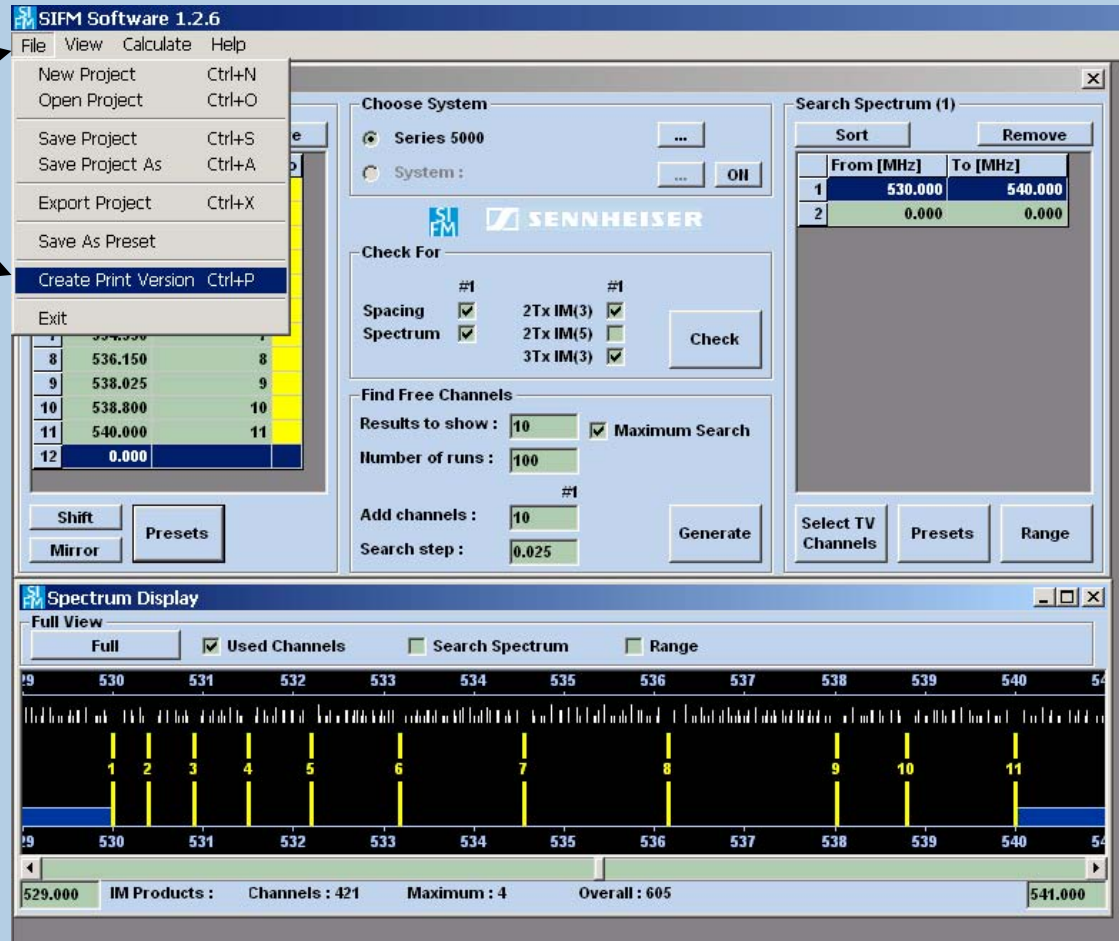 SIFM Software 1.2.6
File View Calculate Help
New Project Ctrl+N
Open Project Ctrl+O
Save Project Ctrl+S
Save Project As Ctrl+A
Export Project Ctrl+X
Save As Preset
Create Print Version Ctrl+P
Exit
8 536.150 8
9 538.025 9
10 538.800 10
11 540.000 11
12 0.000
Shift
Mirror
Presets
Choose System
Series 5000 ...
System : ... ON
SI FM SENNHEISER
Check For
#1 #1
Spacing 2Tx IM(3)
Spectrum 2Tx IM(5)
3Tx IM(3)
Check
Find Free Channels
Results to show : 10 Maximum Search
Number of runs : 100
#1
Add channels : 10
Search step : 0.025
Generate
Search Spectrum (1)
Sort Remove
From [MHz] To [MHz]
1 530.000 540.000
2 0.000 0.000
Select TV Channels
Presets
Range
SI FM Spectrum Display
Full View
Full Used Channels Search Spectrum Range
530 531 532 533 534 535 536 537 538 539 540
1 2 3 4 5 6 7 8 9 10 11
530 531 532 533 534 535 536 537 538 539 540
529.000 IM Products : Channels : 421 Maximum : 4 Overall : 605 541.000